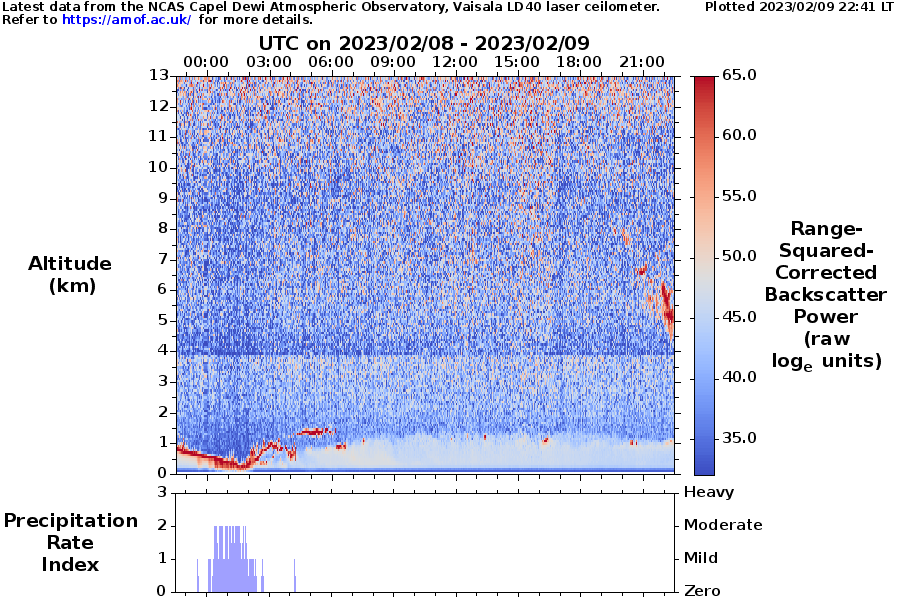 Latest data from the NCAS Capel Dewi Atmospheric Observatory, Vaisala LD40 laser ceilometer.
Plotted 2023/02/09 22:41 LT
Refer to https://amof.ac.uk/ for more details.
UTC on 2023/02/08 - 2023/02/09
00:00 03:00 06:00 09:00 12:00 15:00 18:00 21:00
13
12
11
10
9
8
7
6
5
4
3
2
1
0
Altitude
(km)
65.0
60.0
55.0
50.0
45.0
40.0
35.0
Range-
Squared-
Corrected
Backscatter
Power
(raw
logₑ units)
Precipitation
Rate
Index
3
2
1
0
Heavy
Moderate
Mild
Zero